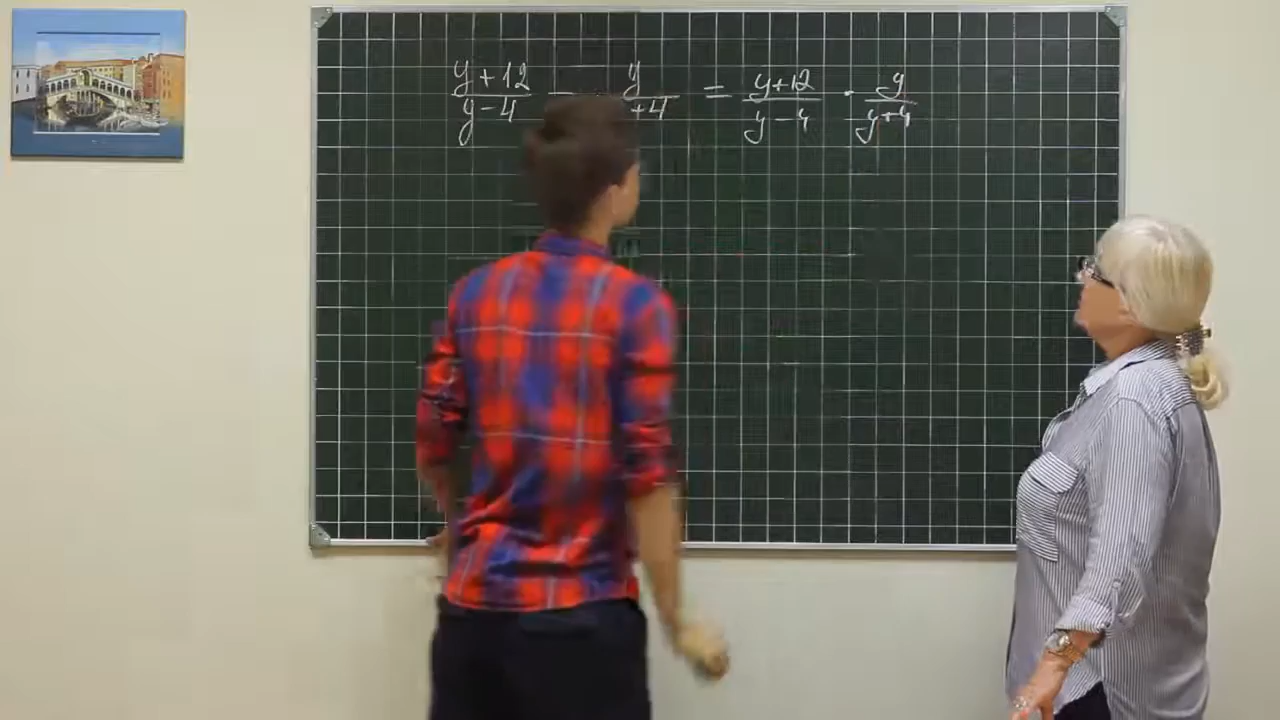 (y+12)/(y-4) - y/(+4) = (y+12)/(y-4) · y/(y+4)